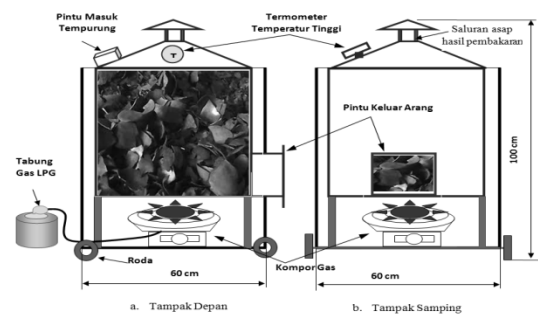 Pintu Masuk
Tempurung
Termometer
Temperatur Tinggi
Saluran asap
hasil pembakaran
T
Pintu Keluar Arang
100 cm
Tabung
Gas LPG
Roda
60 cm
Kompor Gas
60 cm
a. Tampak Depan
b. Tampak Samping